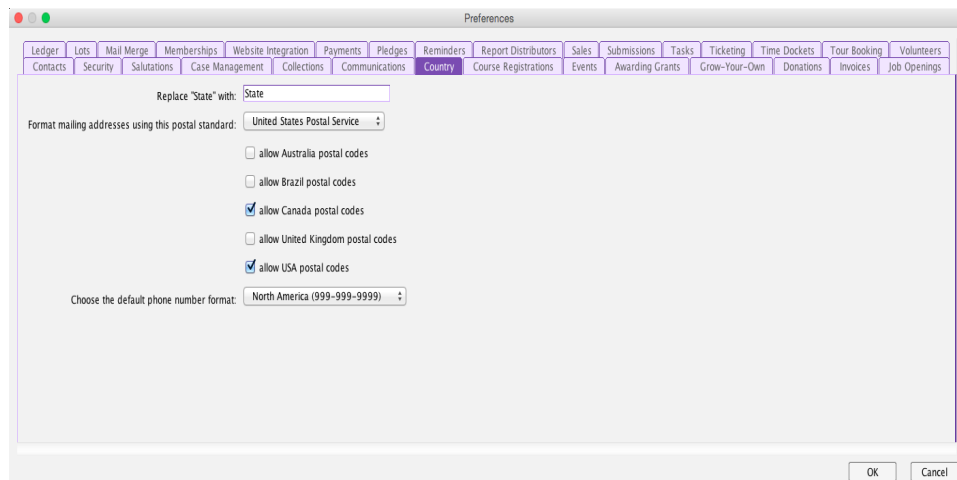 Preferences
Ledger Lots Mail Merge Memberships Website Integration Payments Pledges Reminders Report Distributors Sales Submissions Tasks Ticketing Time Dockets Tour Booking Volunteers
Contacts Security Salutations Case Management Collections Communications Country Course Registrations Events Awarding Grants Grow-Your-Own Donations Invoices Job Openings
Replace "State" with: State
Format mailing addresses using this postal standard: United States Postal Service
allow Australia postal codes
allow Brazil postal codes
allow Canada postal codes
allow United Kingdom postal codes
allow USA postal codes
Choose the default phone number format: North America (999-999-9999)
OK Cancel